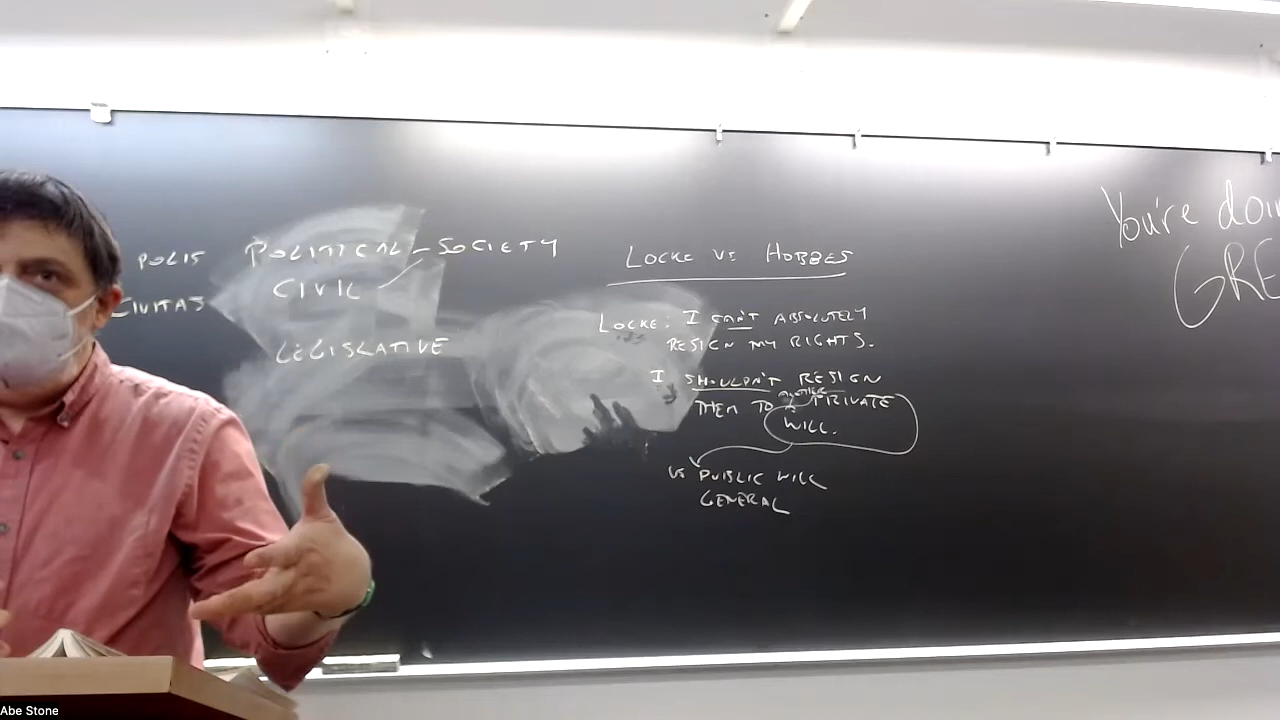 POLIS POLITICAL - SOCIETY
CIVITAS CIVIL
LEGISLATIVE
LOCKE VS HOBBES
LOCKE: I CAN'T ABSOLUTELY
RESIGN MY RIGHTS.
I SHOULDN'T RESIGN
THEM TO ANOTHER PRIVATE
WILL.
VS PUBLIC WILL
GENERAL
You're doin
GRE
Abe Stone